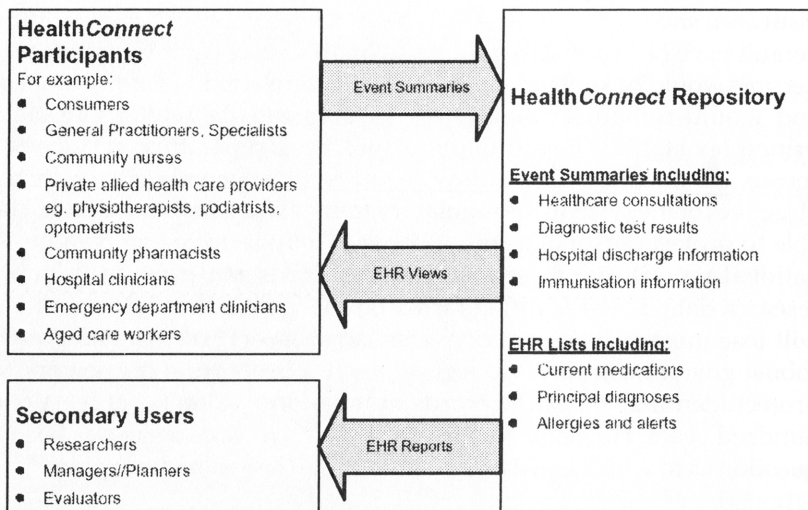 HealthConnect
Participants
For example:
• Consumers
• General Practitioners, Specialists
• Community nurses
• Private allied health care providers
eg. physiotherapists, podiatrists,
optometrists
• Community pharmacists
• Hospital clinicians
• Emergency department clinicians
• Aged care workers
Event Summaries
EHR Views
HealthConnect Repository
Event Summaries including:
• Healthcare consultations
• Diagnostic test results
• Hospital discharge information
• Immunisation information
EHR Lists including:
• Current medications
• Principal diagnoses
• Allergies and alerts
Secondary Users
• Researchers
• Managers//Planners
• Evaluators
EHR Reports